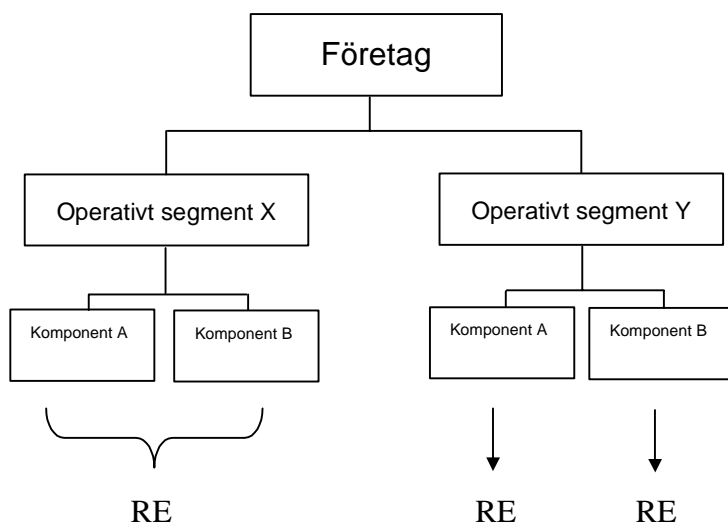 Företag
Operativt segment X
Operativt segment Y
Komponent A
Komponent B
Komponent A
Komponent B
RE
RE
RE